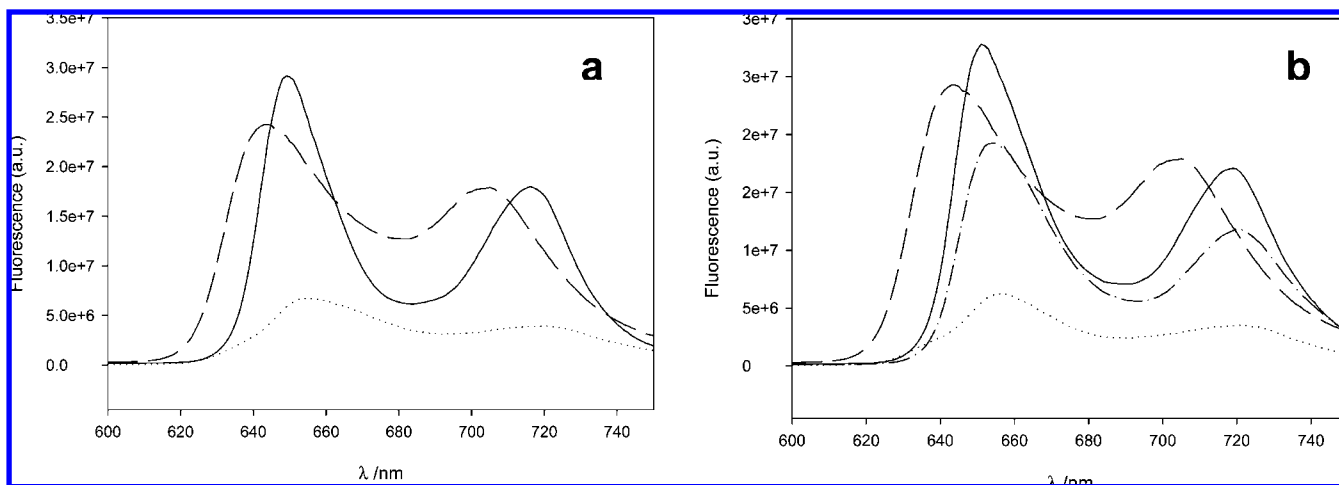 a
3.5e+7
3.0e+7
2.5e+7
2.0e+7
1.5e+7
1.0e+7
5.0e+6
0.0
Fluorescence (a.u.)
600 620 640 660 680 700 720 740
λ /nm
b
3e+7
3e+7
2e+7
2e+7
1e+7
5e+6
0
Fluorescence (a.u.)
600 620 640 660 680 700 720 740
λ /nm